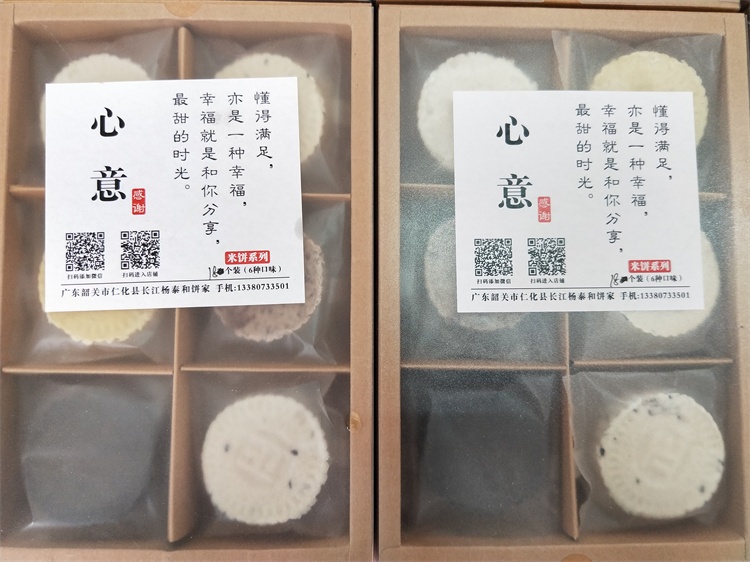 心意
感谢
懂得满足，
亦是一种幸福，
幸福就是和你分享，
最甜的时光。
扫码添加微信
扫码进入店铺
米饼系列
18个装（6种口味）
广东韶关市仁化县长江杨泰和饼家 手机:13380733501
心意
感谢
懂得满足，
亦是一种幸福，
幸福就是和你分享，
最甜的时光。
扫码添加微信
扫码进入店铺
米饼系列
18个装（6种口味）
广东韶关市仁化县长江杨泰和饼家 手机:13380733501